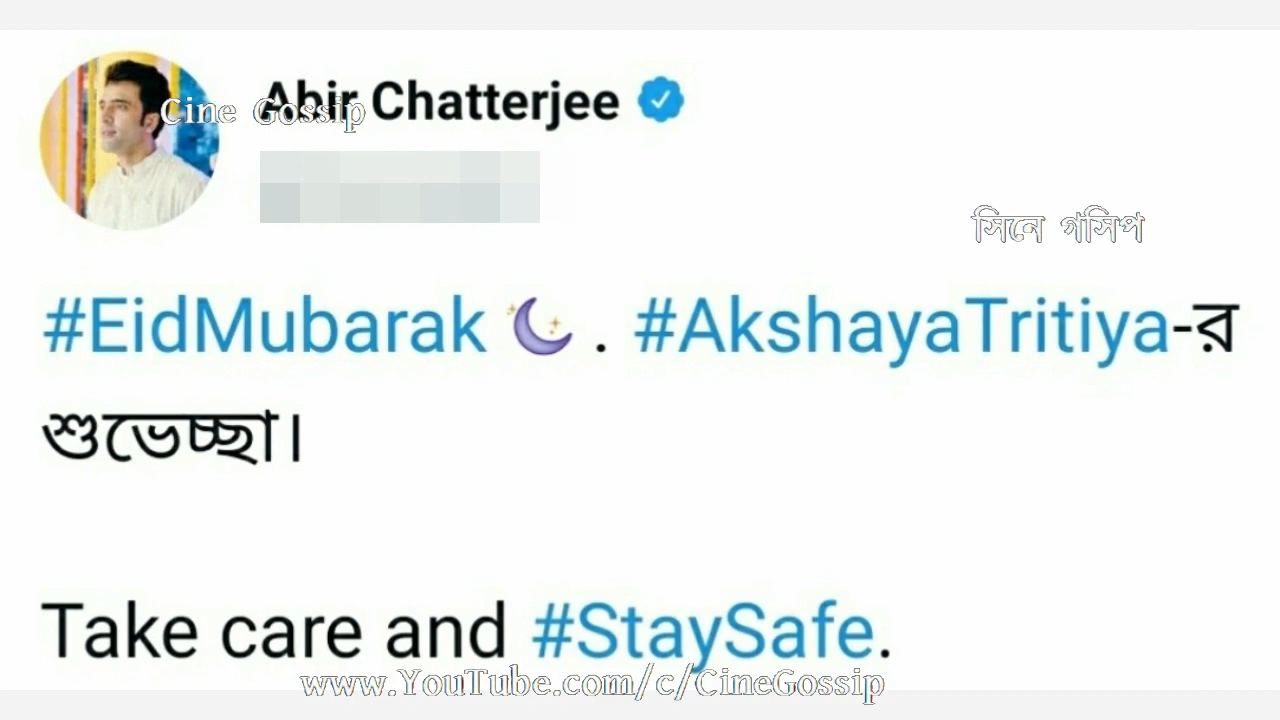 Abir Chatterjee
Cine Gossip
সিনে গসিপ
#EidMubarak 🌙. #AkshayaTritiya-র
শুভেচ্ছা।
Take care and #StaySafe.
www.YouTube.com/c/CineGossip